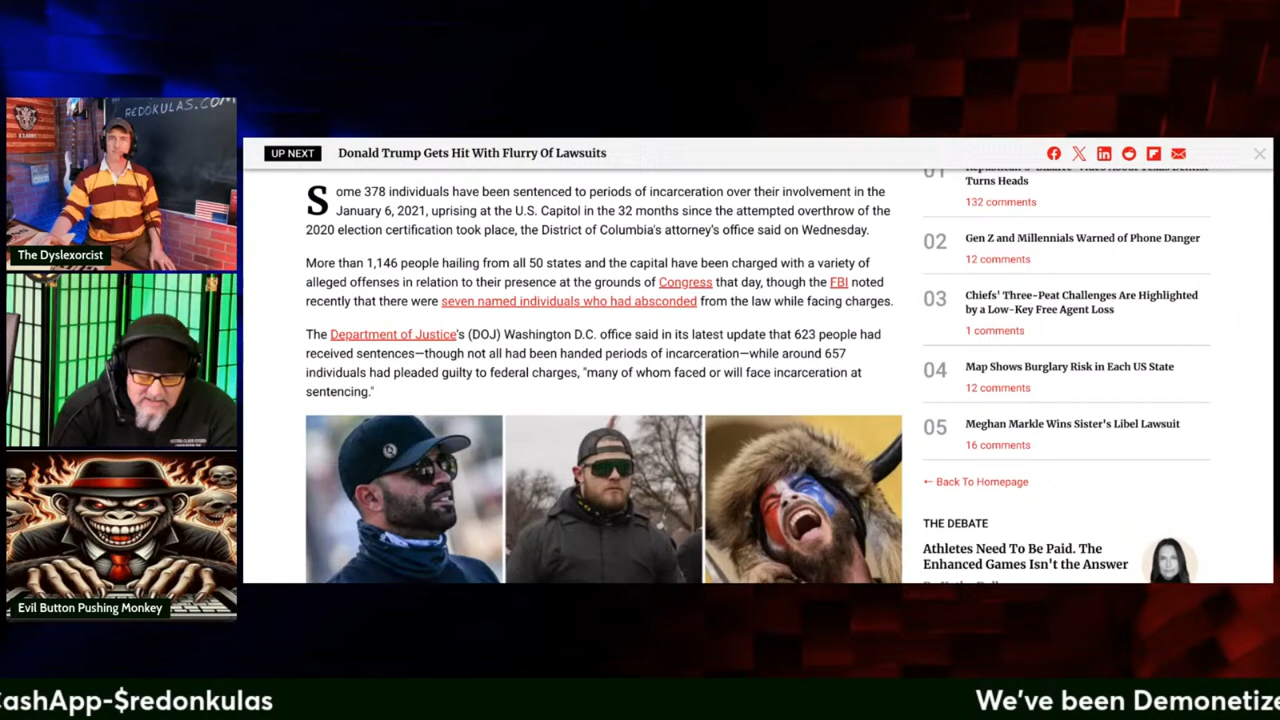 REDOKULAS.COM
The Dyslexorcist
Evil Button Pushing Monkey
UP NEXT
Donald Trump Gets Hit With Flurry Of Lawsuits
Some 378 individuals have been sentenced to periods of incarceration over their involvement in the
January 6, 2021, uprising at the U.S. Capitol in the 32 months since the attempted overthrow of the
2020 election certification took place, the District of Columbia's attorney's office said on Wednesday.
More than 1,146 people hailing from all 50 states and the capital have been charged with a variety of
alleged offenses in relation to their presence at the grounds of Congress that day, though the FBI noted
recently that there were seven named individuals who had absconded from the law while facing charges.
The Department of Justice's (DOJ) Washington D.C. office said in its latest update that 623 people had
received sentences—though not all had been handed periods of incarceration—while around 657
individuals had pleaded guilty to federal charges, "many of whom faced or will face incarceration at
sentencing."
01
Republican's 'Bizarre' Video About Texas Dentist
Turns Heads
132 comments
02
Gen Z and Millennials Warned of Phone Danger
12 comments
03
Chiefs' Three-Peat Challenges Are Highlighted
by a Low-Key Free Agent Loss
1 comments
04
Map Shows Burglary Risk in Each US State
12 comments
05
Meghan Markle Wins Sister's Libel Lawsuit
16 comments
← Back To Homepage
THE DEBATE
Athletes Need To Be Paid. The
Enhanced Games Isn't the Answer
CashApp-$redonkulas
We've been Demonetize